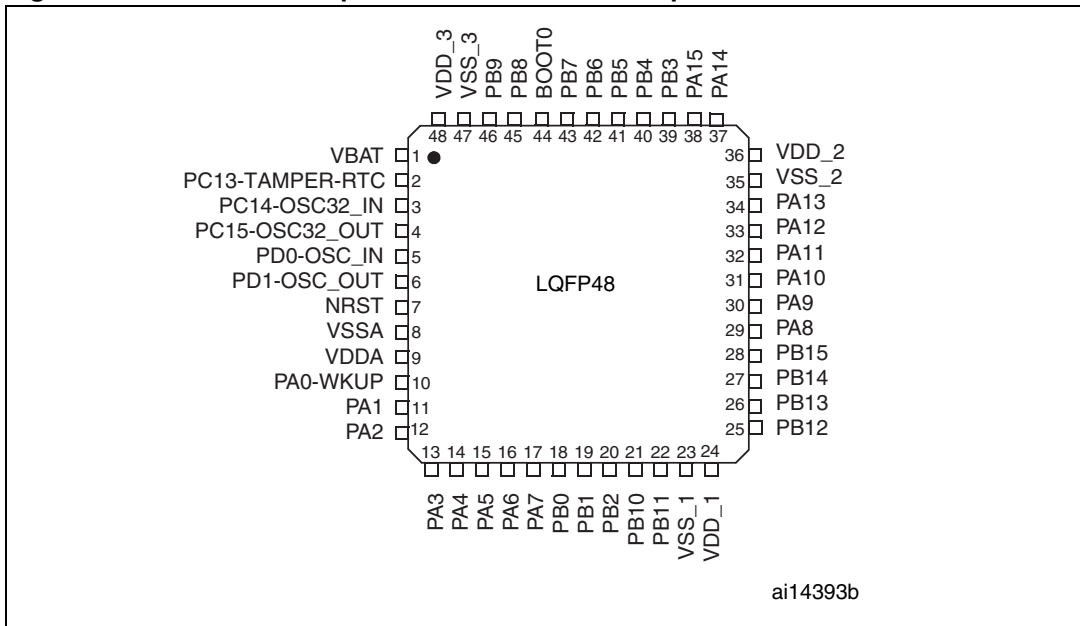 VDD_3
VSS_3
PB9
PB8
BOOT0
PB7
PB6
PB5
PB4
PB3
PA15
PA14
48 47 46 45 44 43 42 41 40 39 38 37
VBAT 1 36 VDD_2
PC13-TAMPER-RTC 2 35 VSS_2
PC14-OSC32_IN 3 34 PA13
PC15-OSC32_OUT 4 33 PA12
PD0-OSC_IN 5 32 PA11
PD1-OSC_OUT 6 LQFP48 31 PA10
NRST 7 30 PA9
VSSA 8 29 PA8
VDDA 9 28 PB15
PA0-WKUP 10 27 PB14
PA1 11 26 PB13
PA2 12 25 PB12
13 14 15 16 17 18 19 20 21 22 23 24
PA3
PA4
PA5
PA6
PA7
PB0
PB1
PB2
PB10
PB11
VSS_1
VDD_1
ai14393b